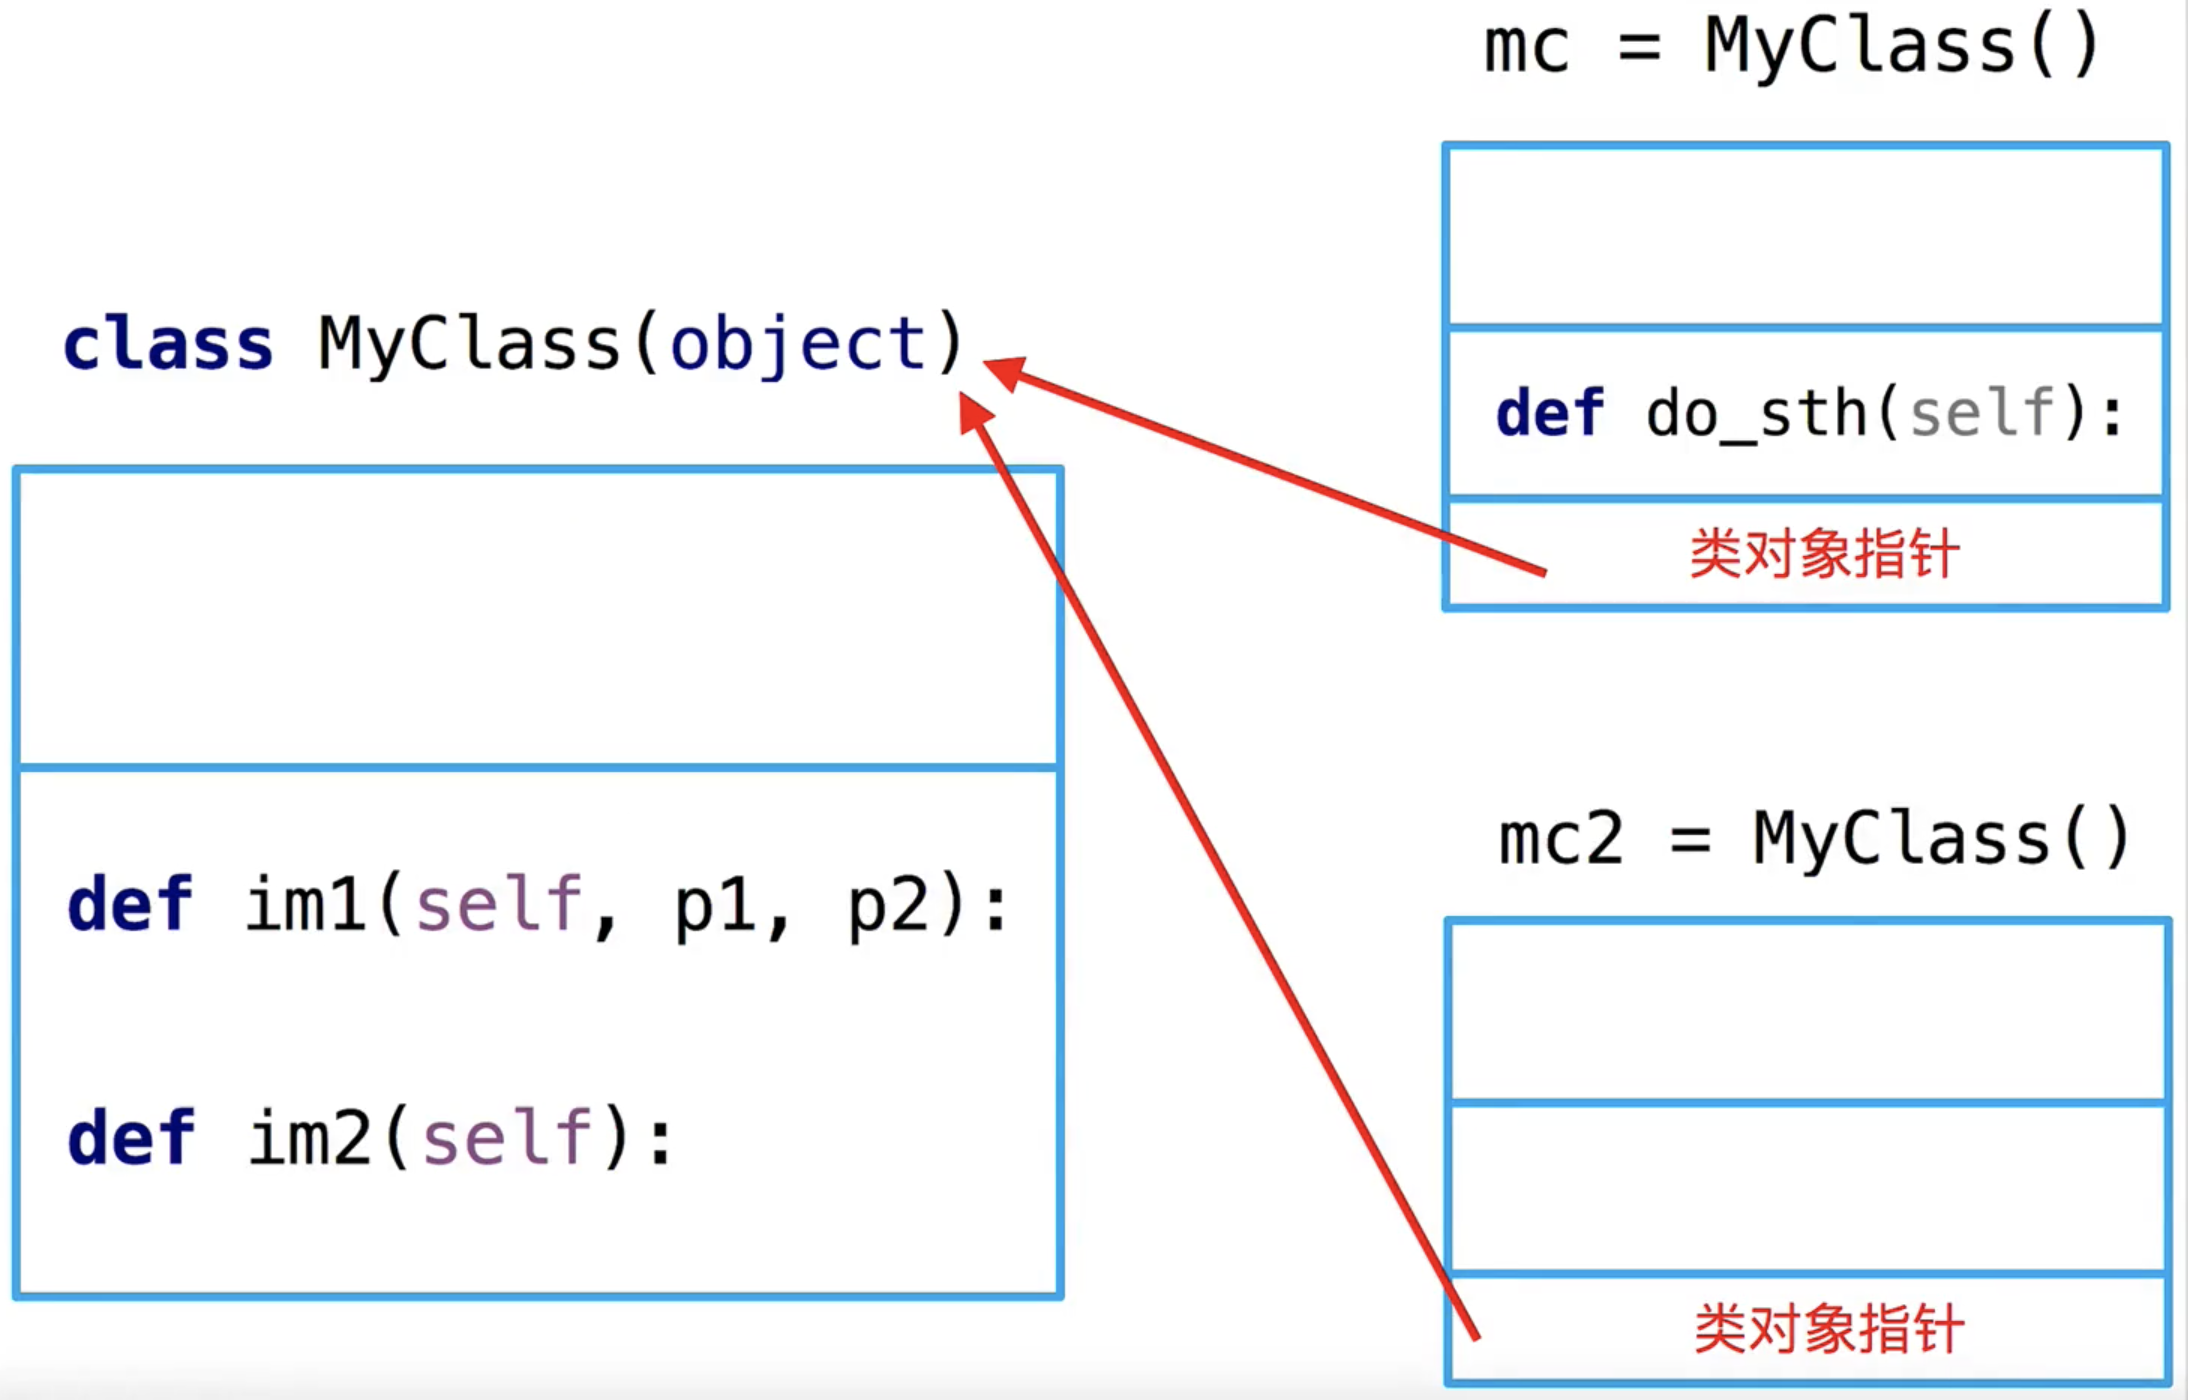 class MyClass(object)
def im1(self, p1, p2):
def im2(self):
mc = MyClass()
def do_sth(self):
类对象指针
mc2 = MyClass()
类对象指针